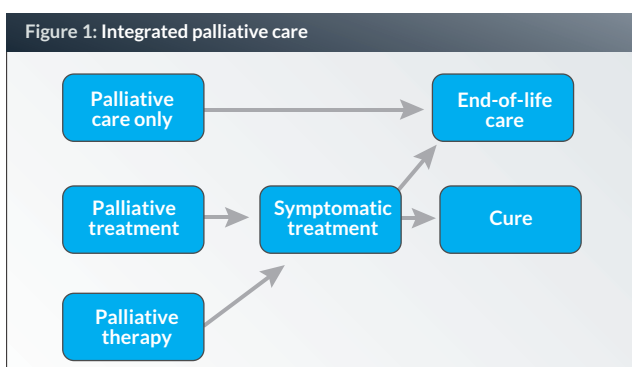 Figure 1: Integrated palliative care
Palliative
care only
End-of-life
care
Palliative
treatment
Symptomatic
treatment
Cure
Palliative
therapy